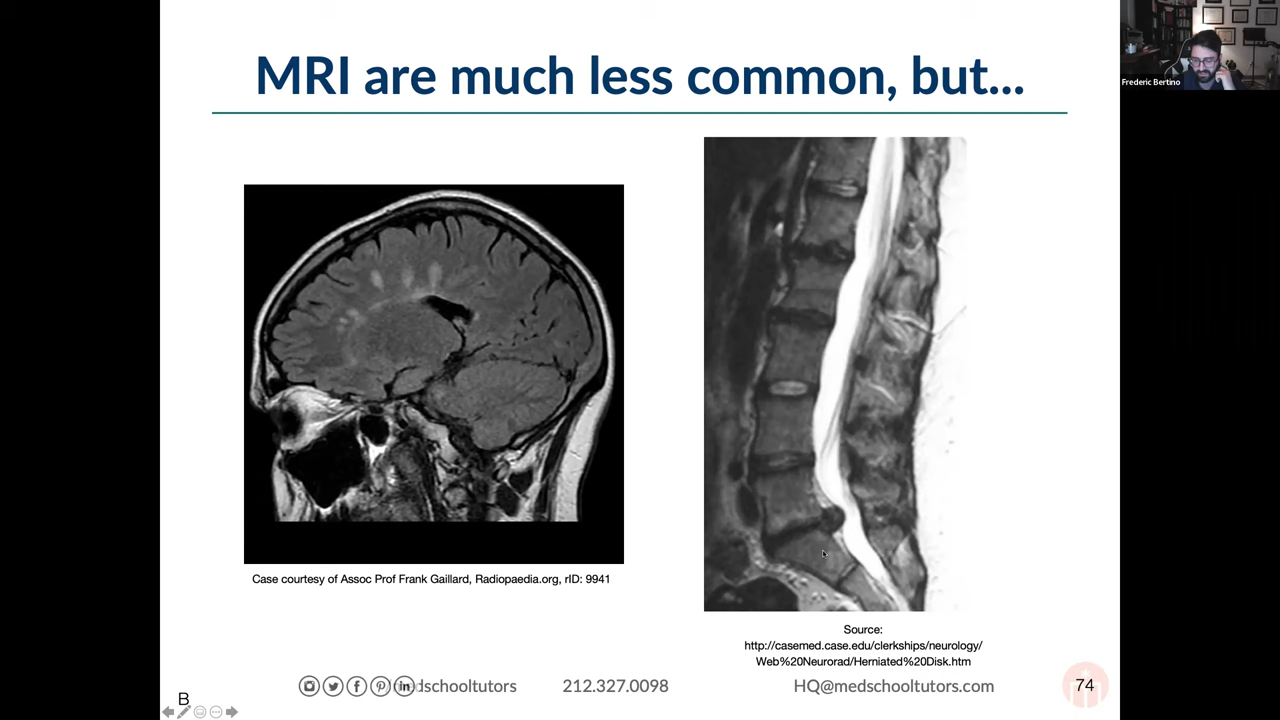 MRI are much less common, but...
Frederic Bertino
Case courtesy of Assoc Prof Frank Gaillard, Radiopaedia.org, rID: 9941
Source:
http://casemed.case.edu/clerkships/neurology/
Web%20Neurorad/Herniated%20Disk.htm
B
dschooltutors
212.327.0098
HQ@medschooltutors.com
74